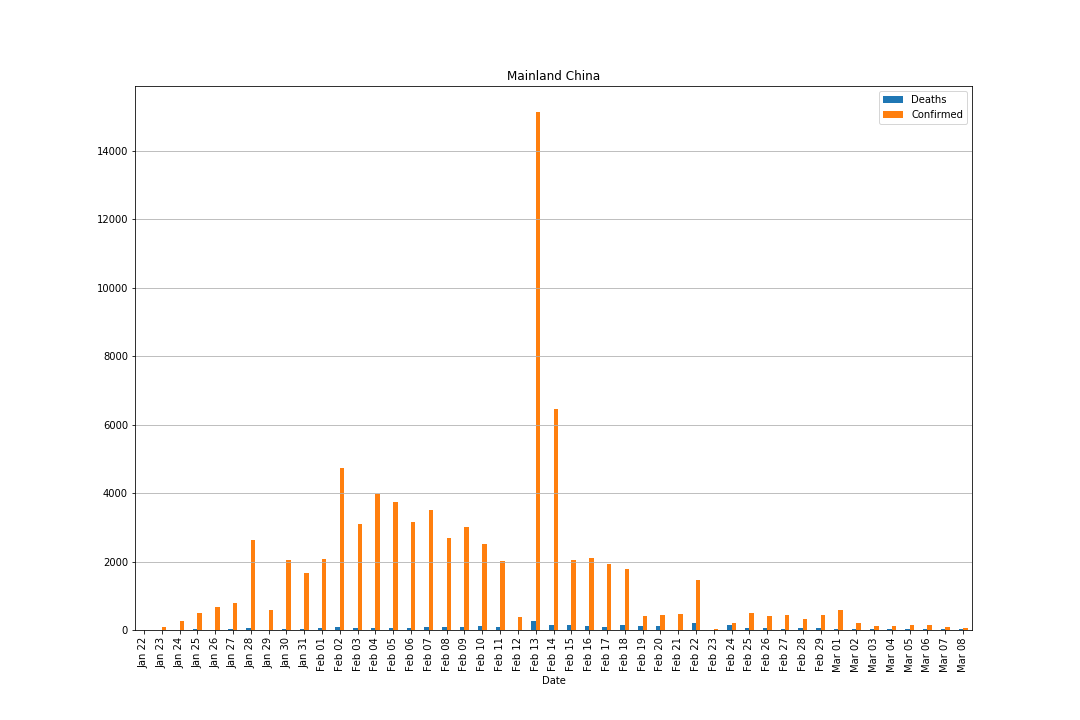 Mainland China
Deaths
Confirmed
14000
12000
10000
8000
6000
4000
2000
0
Jan 22
Jan 23
Jan 24
Jan 25
Jan 26
Jan 27
Jan 28
Jan 29
Jan 30
Jan 31
Feb 01
Feb 02
Feb 03
Feb 04
Feb 05
Feb 06
Feb 07
Feb 08
Feb 09
Feb 10
Feb 11
Feb 12
Feb 13
Feb 14
Feb 15
Feb 16
Feb 17
Feb 18
Feb 19
Feb 20
Feb 21
Feb 22
Feb 23
Feb 24
Feb 25
Feb 26
Feb 27
Feb 28
Feb 29
Mar 01
Mar 02
Mar 03
Mar 04
Mar 05
Mar 06
Mar 07
Mar 08
Date